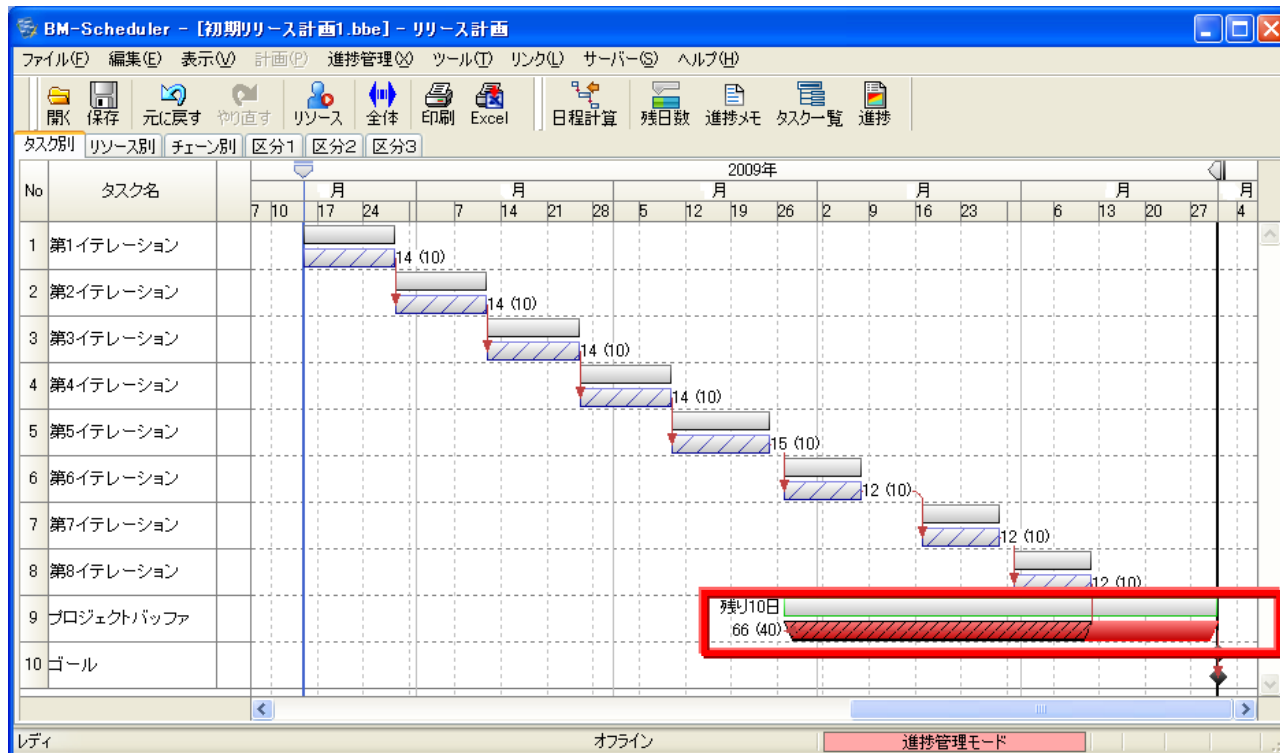 BM-Scheduler - [初期リリース計画1.bbe] - リリース計画
ファイル(F) 編集(E) 表示(V) 計画(P) 進捗管理(X) ツール(T) リンク(L) サーバー(S) ヘルプ(H)
開く 保存 元に戻す やり直す リソース 全体 印刷 Excel 日程計算 残日数 進捗メモ タスク一覧 進捗
タスク別 リソース別 チェーン別 区分1 区分2 区分3
2009年
No タスク名 月 月 月 月 月 月
7 10 17 24 7 14 21 28 5 12 19 26 2 9 16 23 6 13 20 27 4
1 第1イテレーション
14 (10)
2 第2イテレーション
14 (10)
3 第3イテレーション
14 (10)
4 第4イテレーション
14 (10)
5 第5イテレーション
15 (10)
6 第6イテレーション
12 (10)
7 第7イテレーション
12 (10)
8 第8イテレーション
12 (10)
残り10日
9 プロジェクトバッファ
66 (40)
10 ゴール
レディ オフライン 進捗管理モード